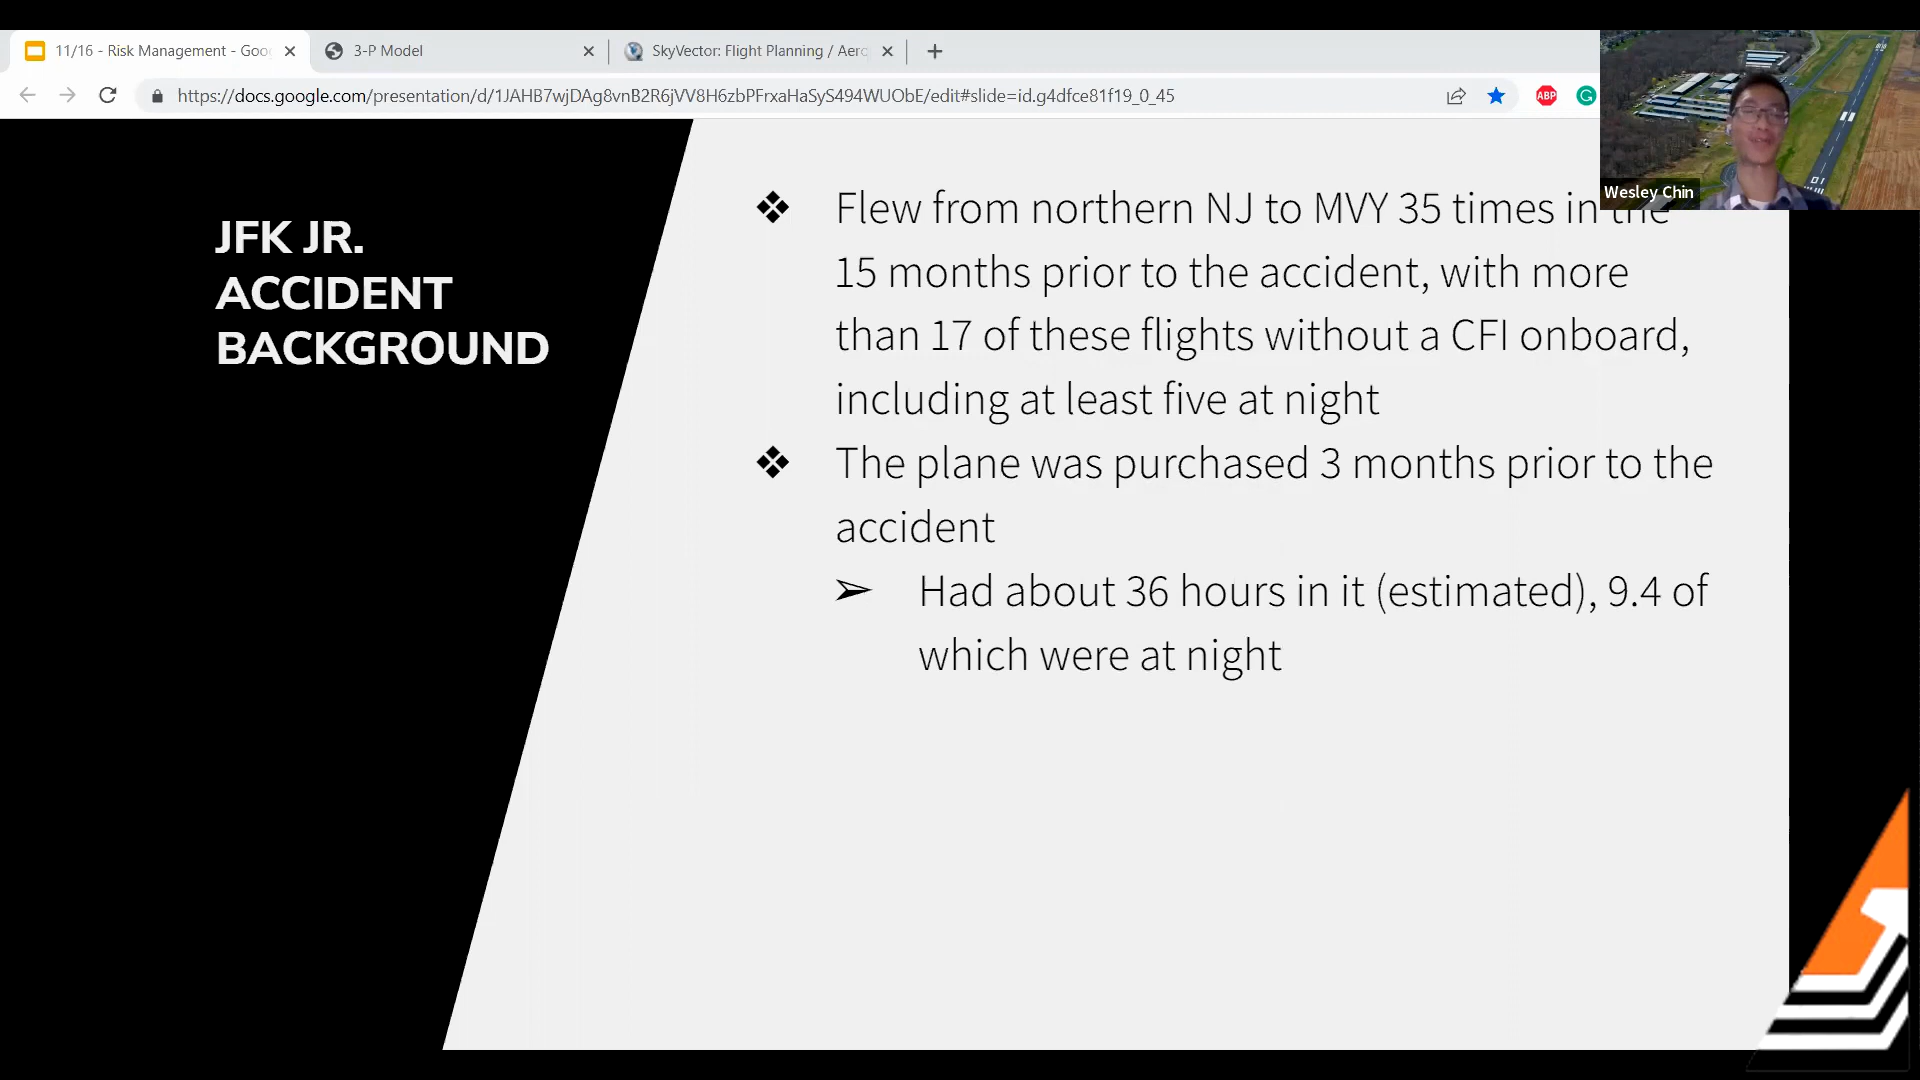 11/16 - Risk Management - Goo
3-P Model
SkyVector: Flight Planning / Aero
https://docs.google.com/presentation/d/1JAHB7wjDAg8vnB2R6jVV8H6zbPFrxaHaSyS494WUObE/edit#slide=id.g4dfce81f19_0_45
ABP
G
Wesley Chin
JFK JR.
ACCIDENT
BACKGROUND
❖ Flew from northern NJ to MVY 35 times in the
15 months prior to the accident, with more
than 17 of these flights without a CFI onboard,
including at least five at night
❖ The plane was purchased 3 months prior to the
accident
➢ Had about 36 hours in it (estimated), 9.4 of
which were at night